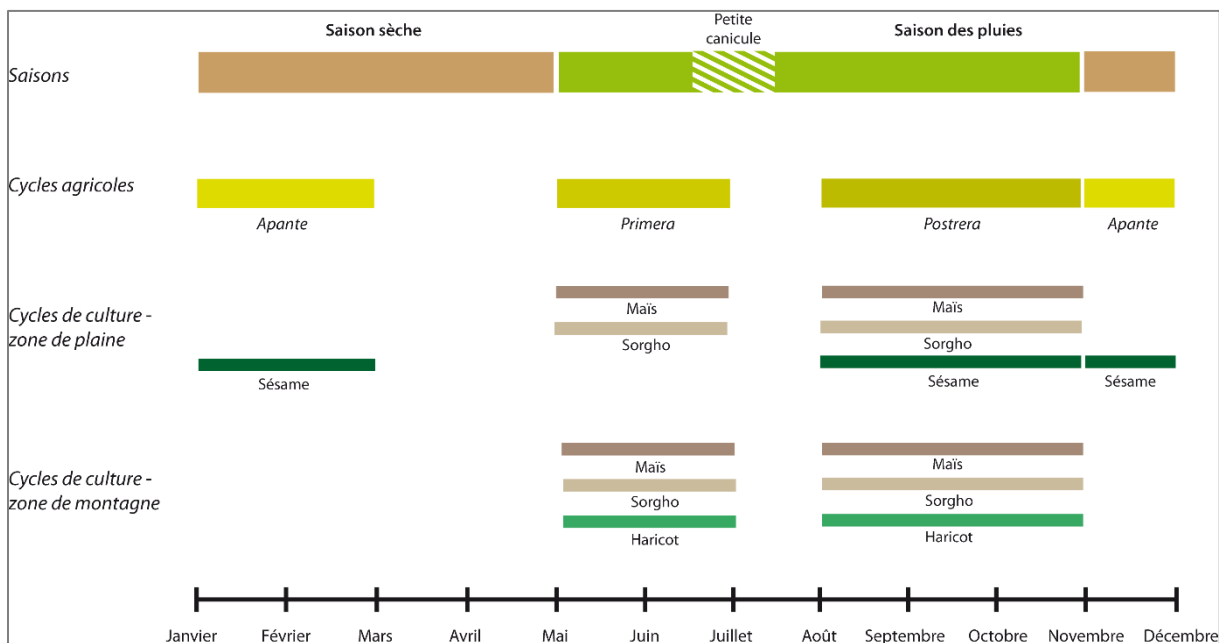 Saison sèche
Petite
canicule
Saison des pluies
Saisons
Cycles agricoles
Apante
Primera
Postrera
Apante
Cycles de culture -
zone de plaine
Maïs
Maïs
Sorgho
Sorgho
Sésame
Sésame
Sésame
Cycles de culture -
zone de montagne
Maïs
Maïs
Sorgho
Sorgho
Haricot
Haricot
Janvier Février Mars Avril Mai Juin Juillet Août Septembre Octobre Novembre Décembre